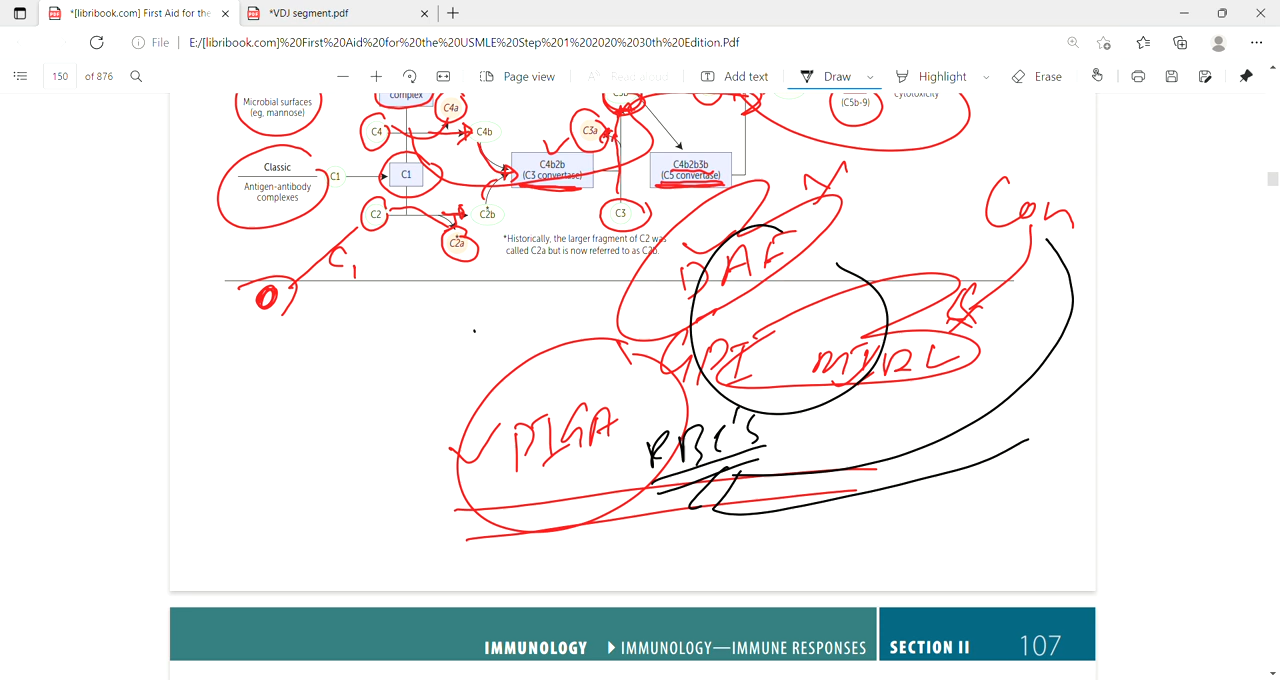 *[libribook.com] First Aid for the
*VDJ segment.pdf
File
E:/[libribook.com]%20First%20Aid%20for%20the%20USMLE%20Step%201%202020%2030th%20Edition.Pdf
150
of 876
Page view
Read aloud
Add text
Draw
Highlight
Erase
Microbial surfaces
(eg, mannose)
complex
C4a
C4
C4b
C3a
(C5b-9)
cytotoxicity
Classic
Antigen-antibody
complexes
C1
C1
C4b2b
(C3 convertase)
C4b2b3b
(C5 convertase)
C2
C2b
C2a
C3
*Historically, the larger fragment of C2 was
called C2a but is now referred to as C2b.
C1
DAF
GPI
MIRL
PIGA
RBC's
IMMUNOLOGY
IMMUNOLOGY—IMMUNE RESPONSES
SECTION II
107